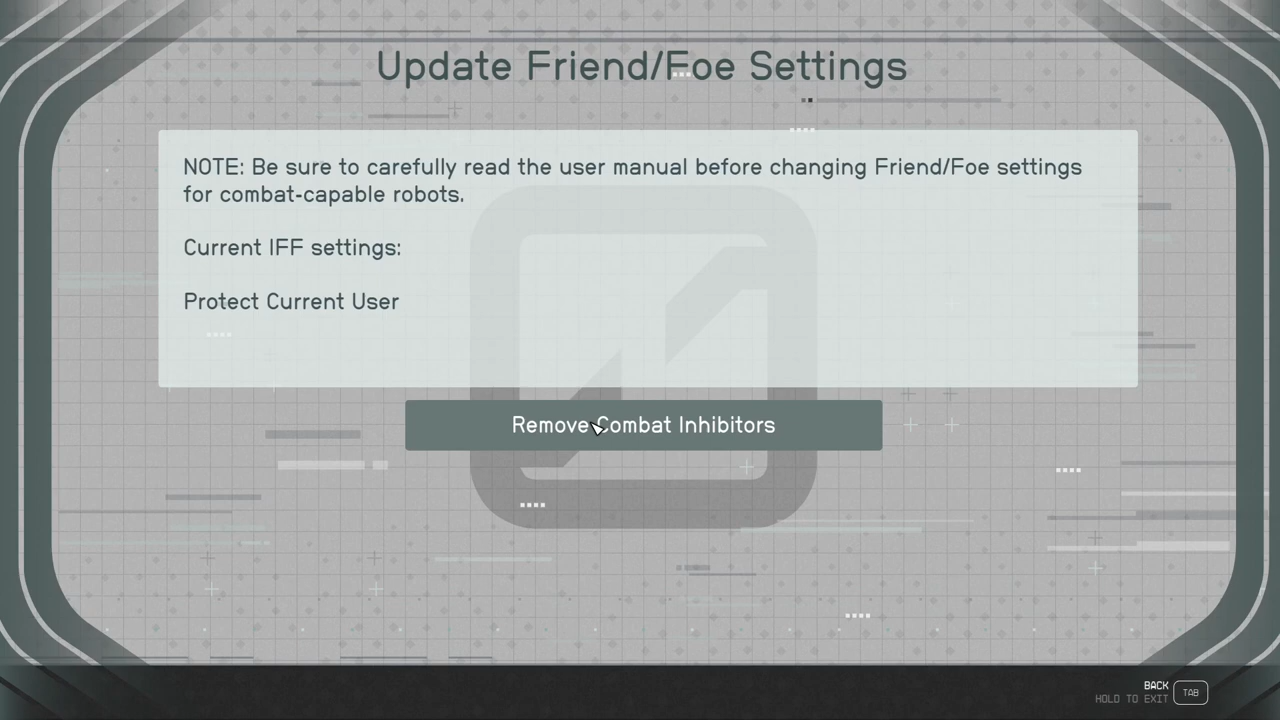 Update Friend/Foe Settings
NOTE: Be sure to carefully read the user manual before changing Friend/Foe settings
for combat-capable robots.
Current IFF settings:
Protect Current User
Remove Combat Inhibitors
BACK
HOLD TO EXIT
TAB